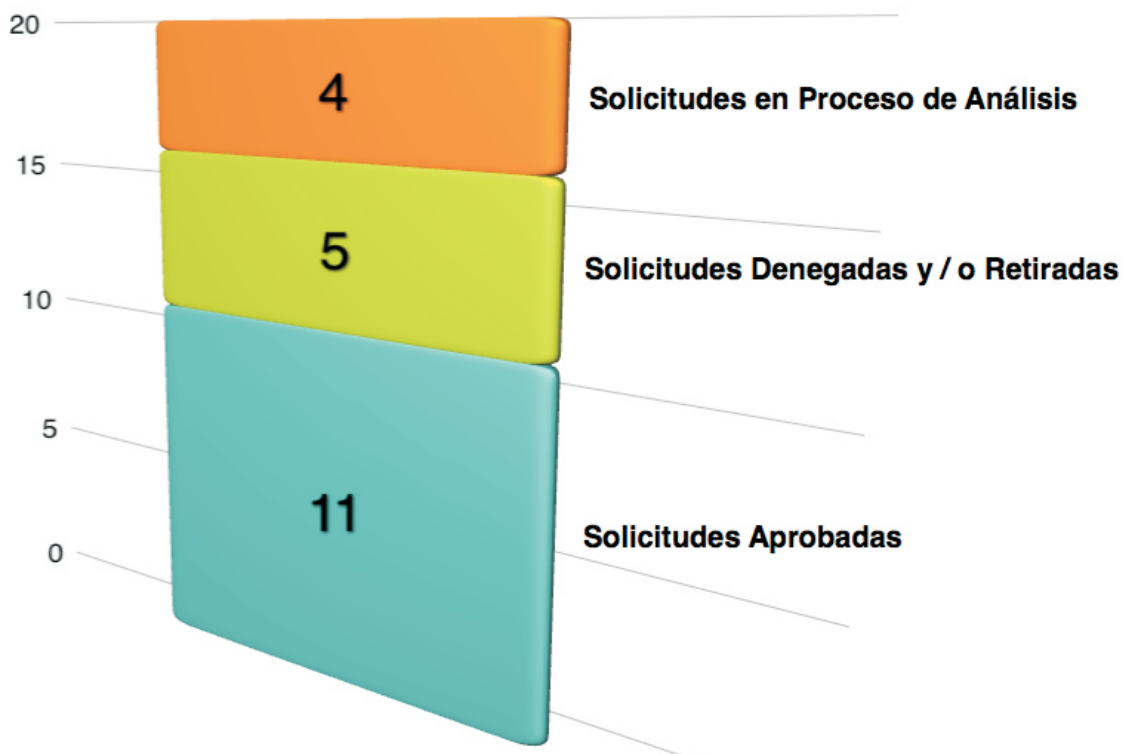 20
4
Solicitudes en Proceso de Análisis
15
5
Solicitudes Denegadas y / o Retiradas
10
5
11
Solicitudes Aprobadas
0